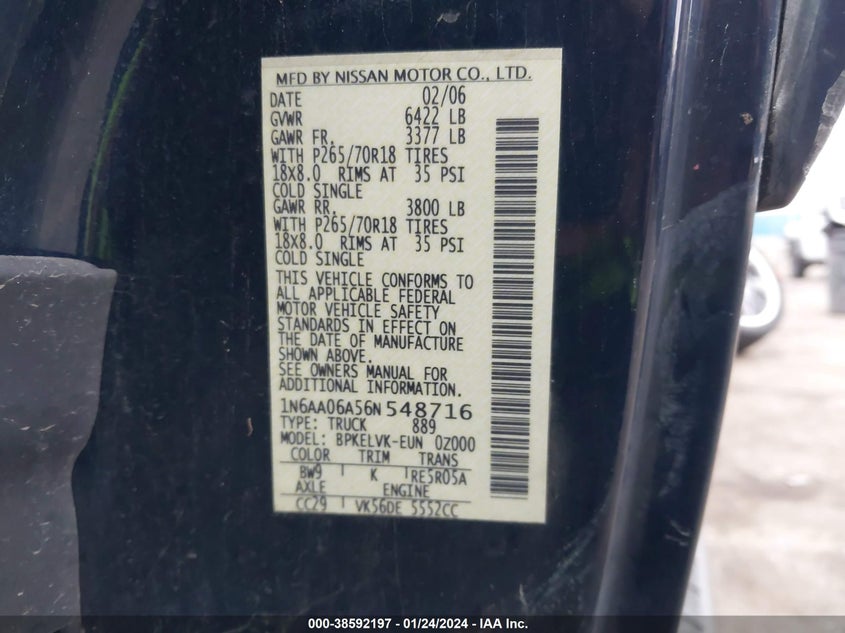 MFD BY NISSAN MOTOR CO., LTD.
DATE 02/06
GVWR 6422 LB
GAWR FR. 3377 LB
WITH P265/70R18 TIRES
18X8.0 RIMS AT 35 PSI
COLD SINGLE
GAWR RR. 3800 LB
WITH P265/70R18 TIRES
18X8.0 RIMS AT 35 PSI
COLD SINGLE
THIS VEHICLE CONFORMS TO
ALL APPLICABLE FEDERAL
MOTOR VEHICLE SAFETY
STANDARDS IN EFFECT ON
THE DATE OF MANUFACTURE
SHOWN ABOVE.
SEE OWNERS MANUAL FOR
ADDITIONAL INFORMATION.
1N6AA06A56N548716
TYPE: TRUCK 889
MODEL: BPKELVK-EUN 0Z000
COLOR TRIM TRANS
BW9 K RE5R05A
AXLE ENGINE
CC29 VK56DE 5552CC
000-38592197 - 01/24/2024 - IAA Inc.